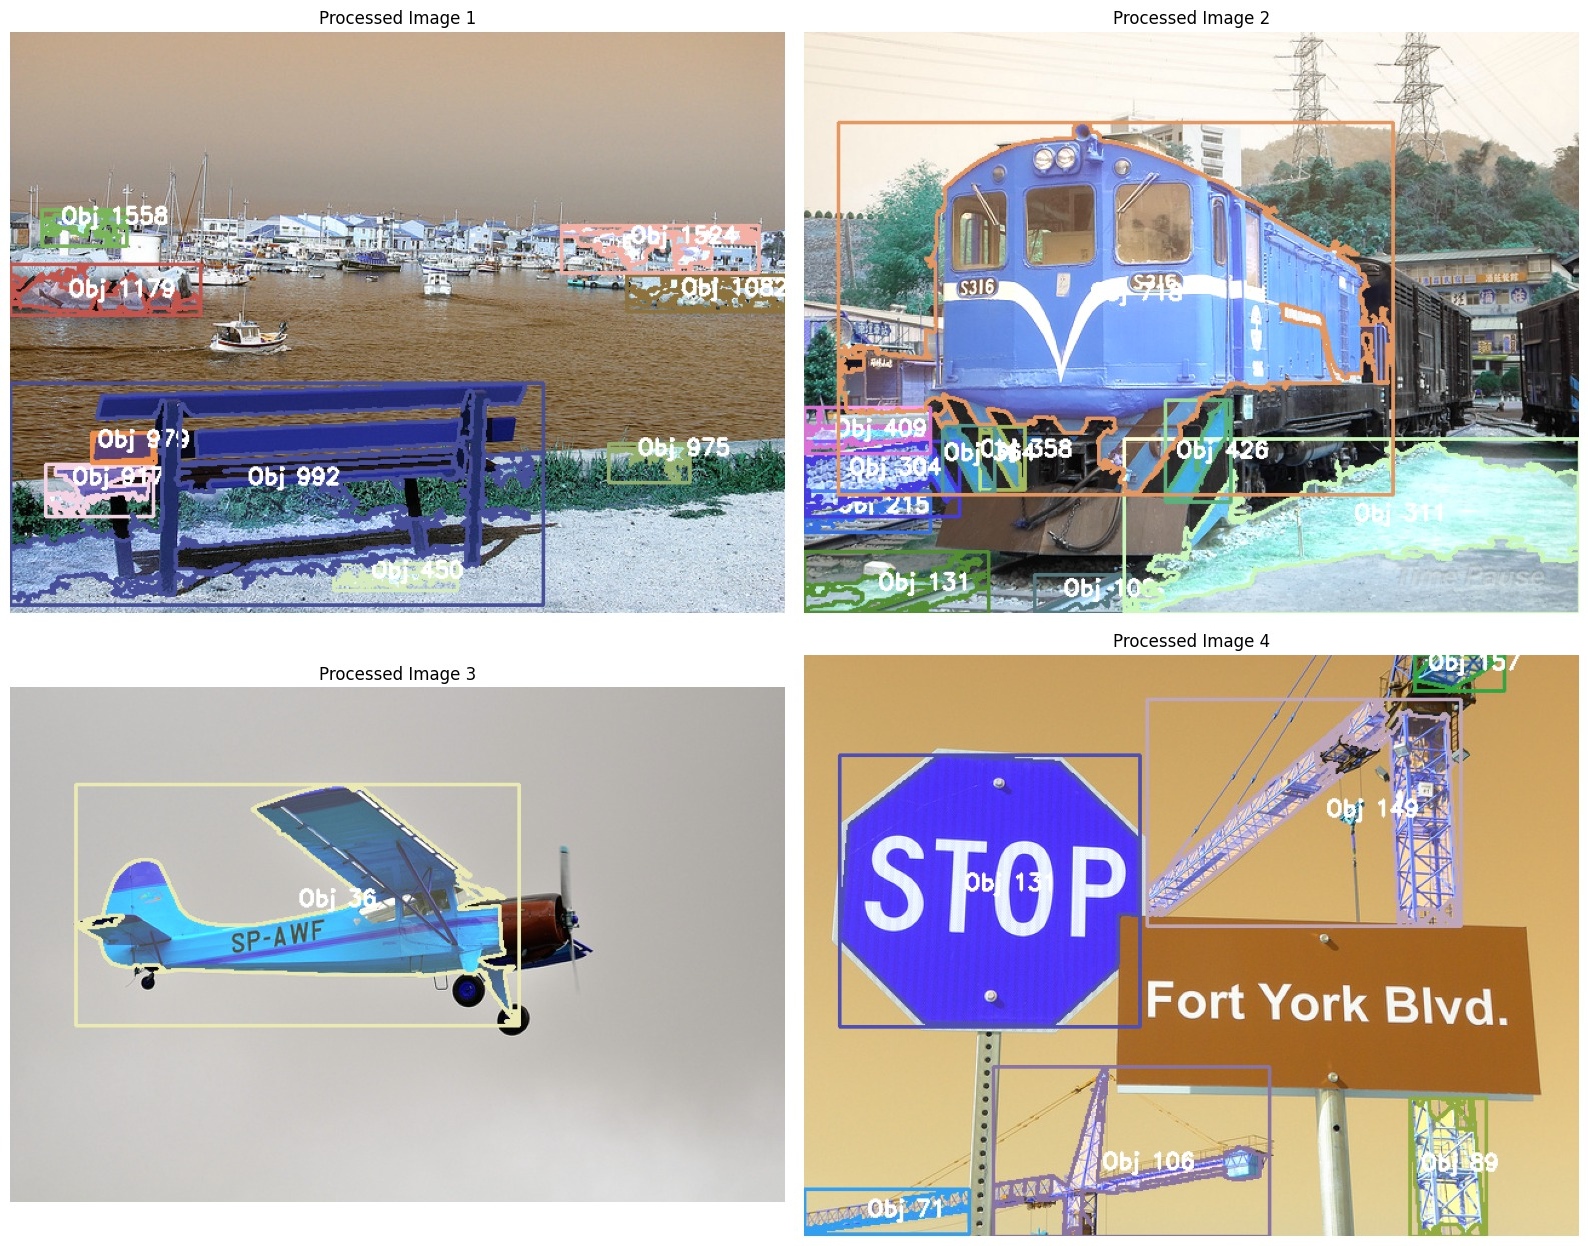 Processed Image 1
Processed Image 2
Obj 1558
Obj 1524
Obj 1179
Obj 1082
Obj 979
Obj 975
Obj 992
Obj 450
S316
S316
Obj 409
Obj 358
Obj 426
Obj 304
Obj 215
Obj 311
Obj 131
Processed Image 3
Processed Image 4
Obj 36
SP-AWF
Obj 157
Obj 149
STOP
Obj 131
Fort York Blvd.
Obj 106
Obj 89
Obj 71